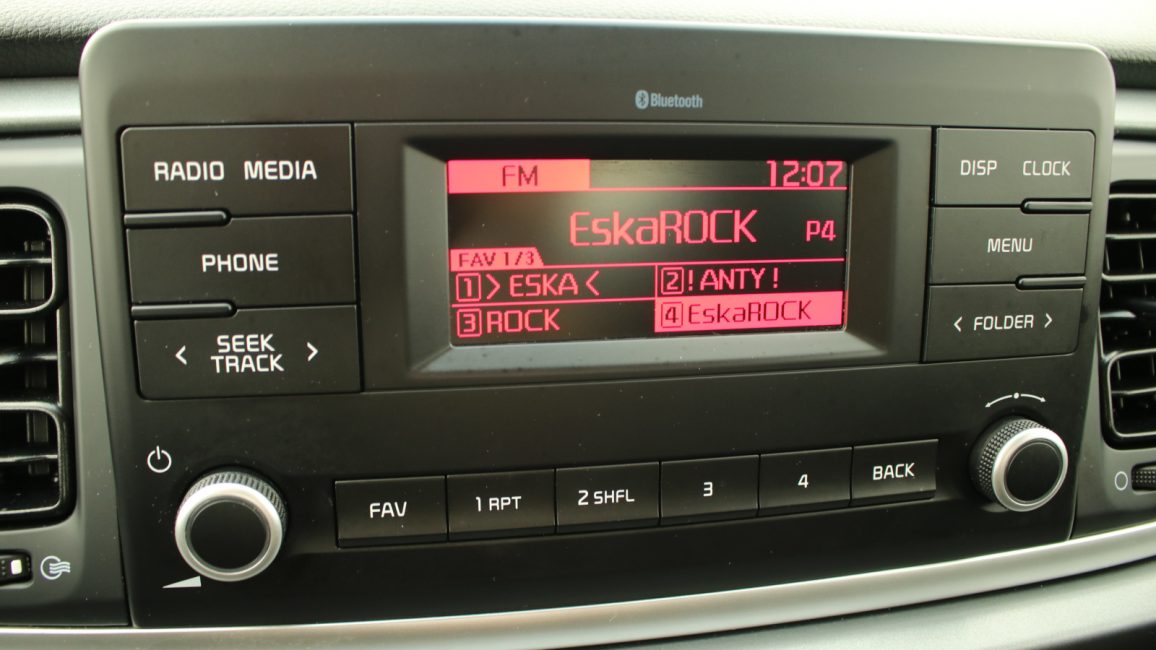 Bluetooth
RADIO MEDIA
PHONE
< SEEK TRACK >
FM 12:07
EskaROCK P4
FAV 1/3
1 > ESKA < 2 ! ANTY !
3 ROCK 4 EskaROCK
DISP CLOCK
MENU
< FOLDER >
FAV 1 RPT 2 SHFL 3 4 BACK